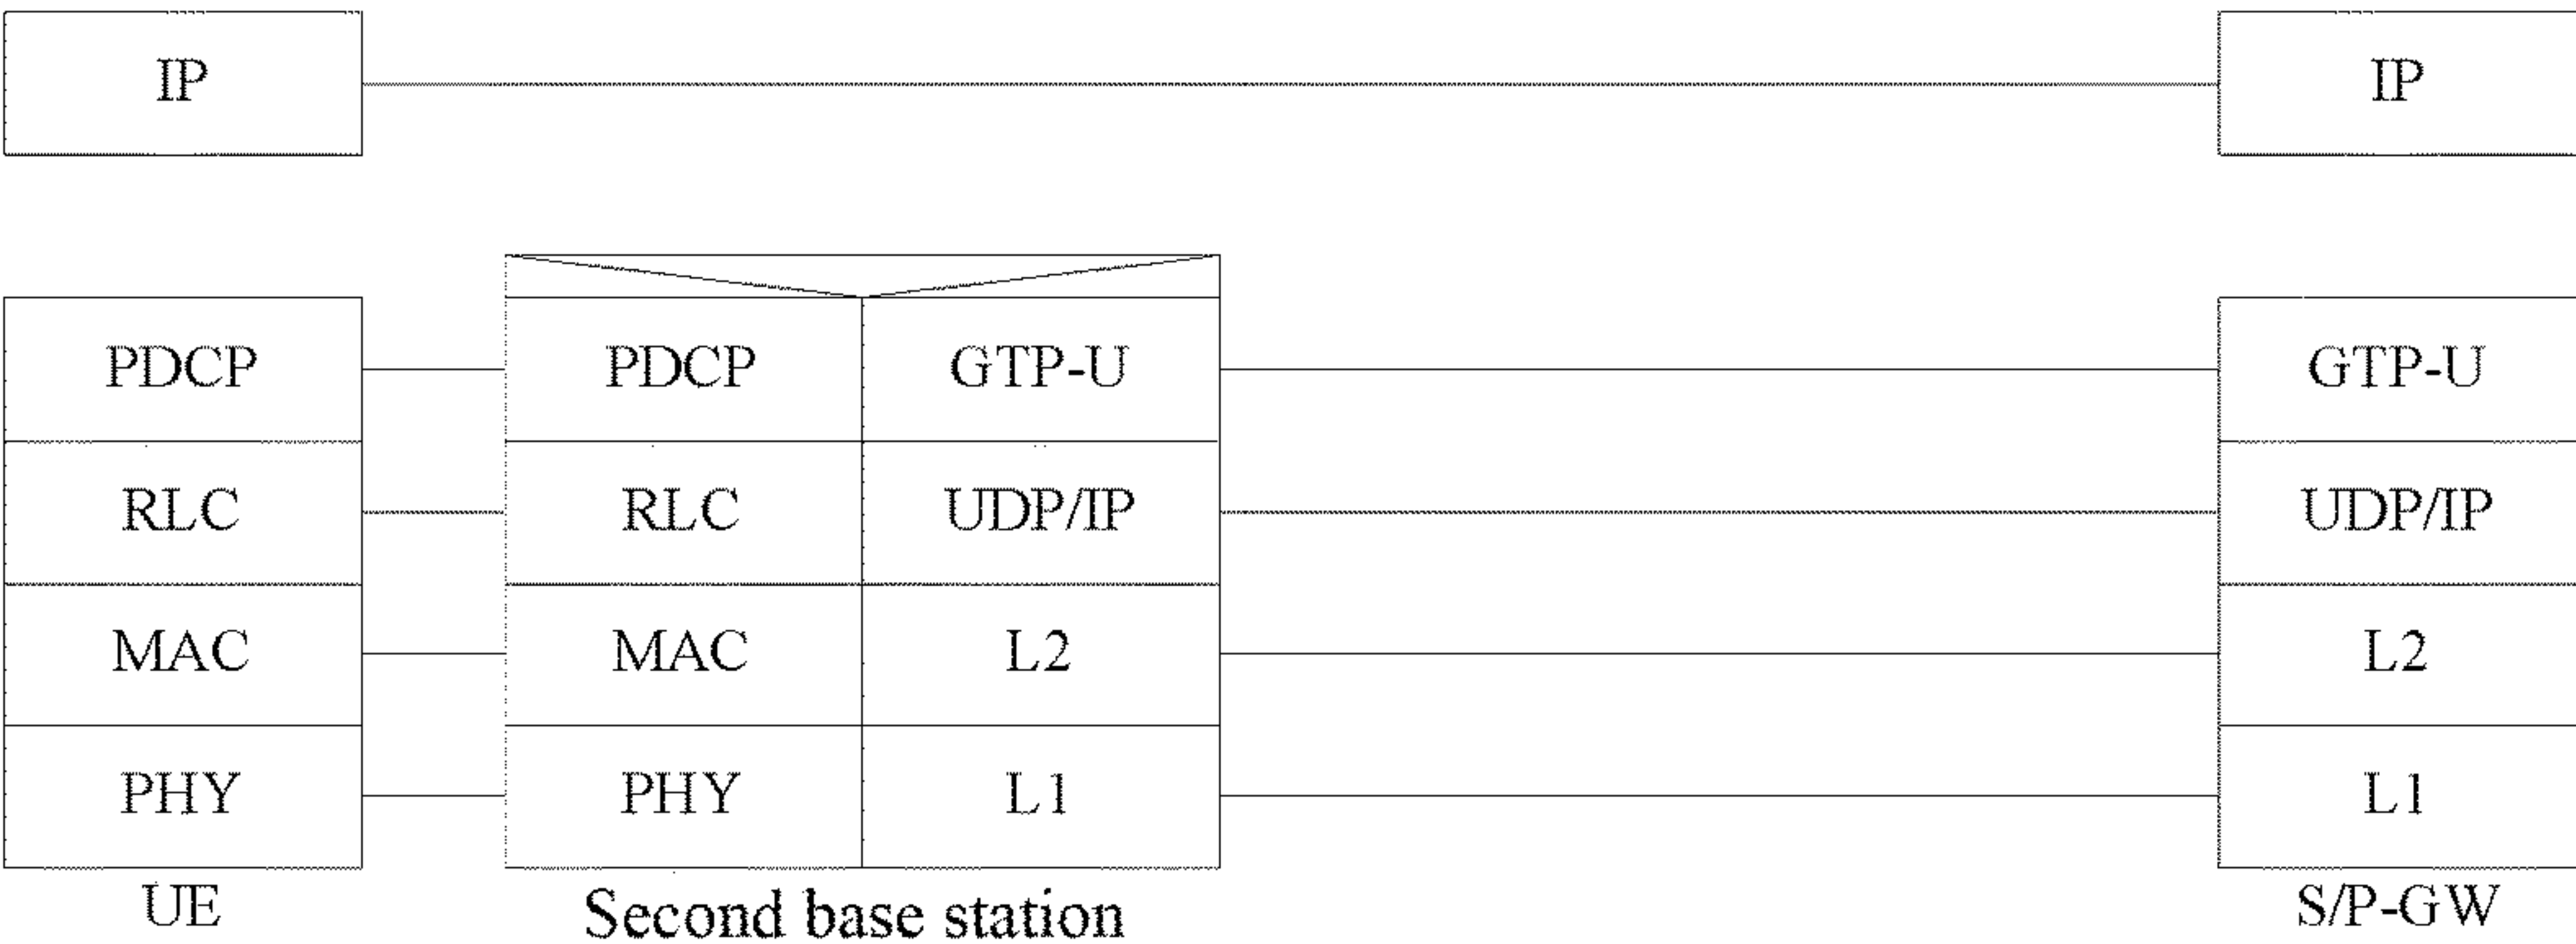 IP IP
PDCP PDCP GTP-U GTP-U
RLC RLC UDP/IP UDP/IP
MAC MAC L2 L2
PHY PHY L1 L1
UE Second base station S/P-GW